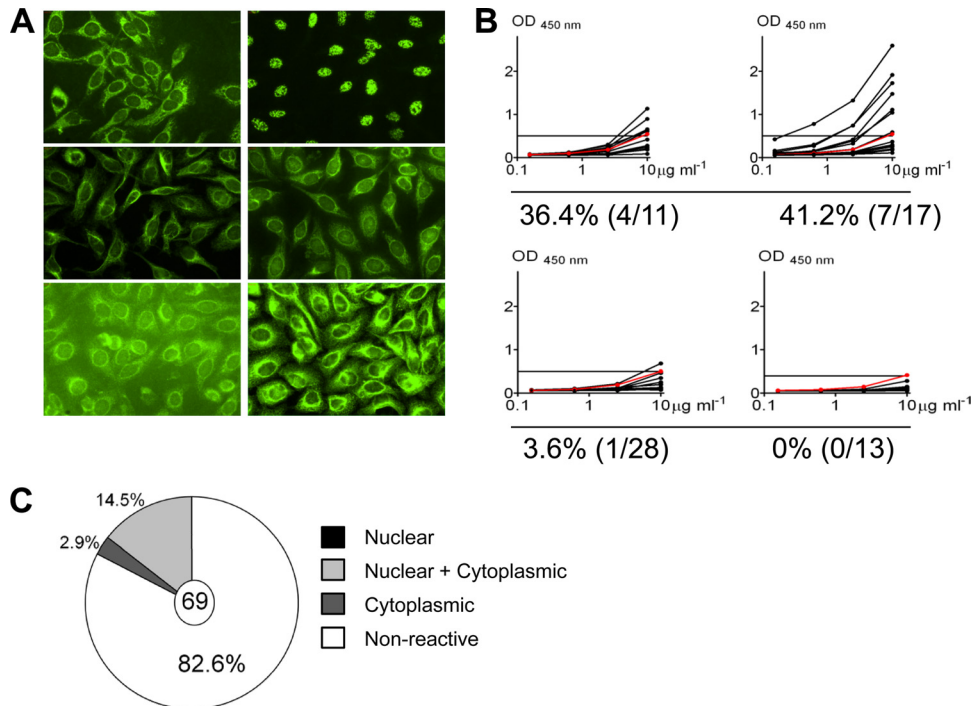 A
B
OD 450 nm
2
1
0
0.1
1
10μg ml-1
36.4% (4/11)
OD 450 nm
2
1
0
0.1
1
10μg ml-1
41.2% (7/17)
OD 450 nm
2
1
0
0.1
1
10μg ml-1
3.6% (1/28)
OD 450 nm
2
1
0
0.1
1
10μg ml-1
0% (0/13)
C
14.5%
2.9%
69
82.6%
Nuclear
Nuclear + Cytoplasmic
Cytoplasmic
Non-reactive